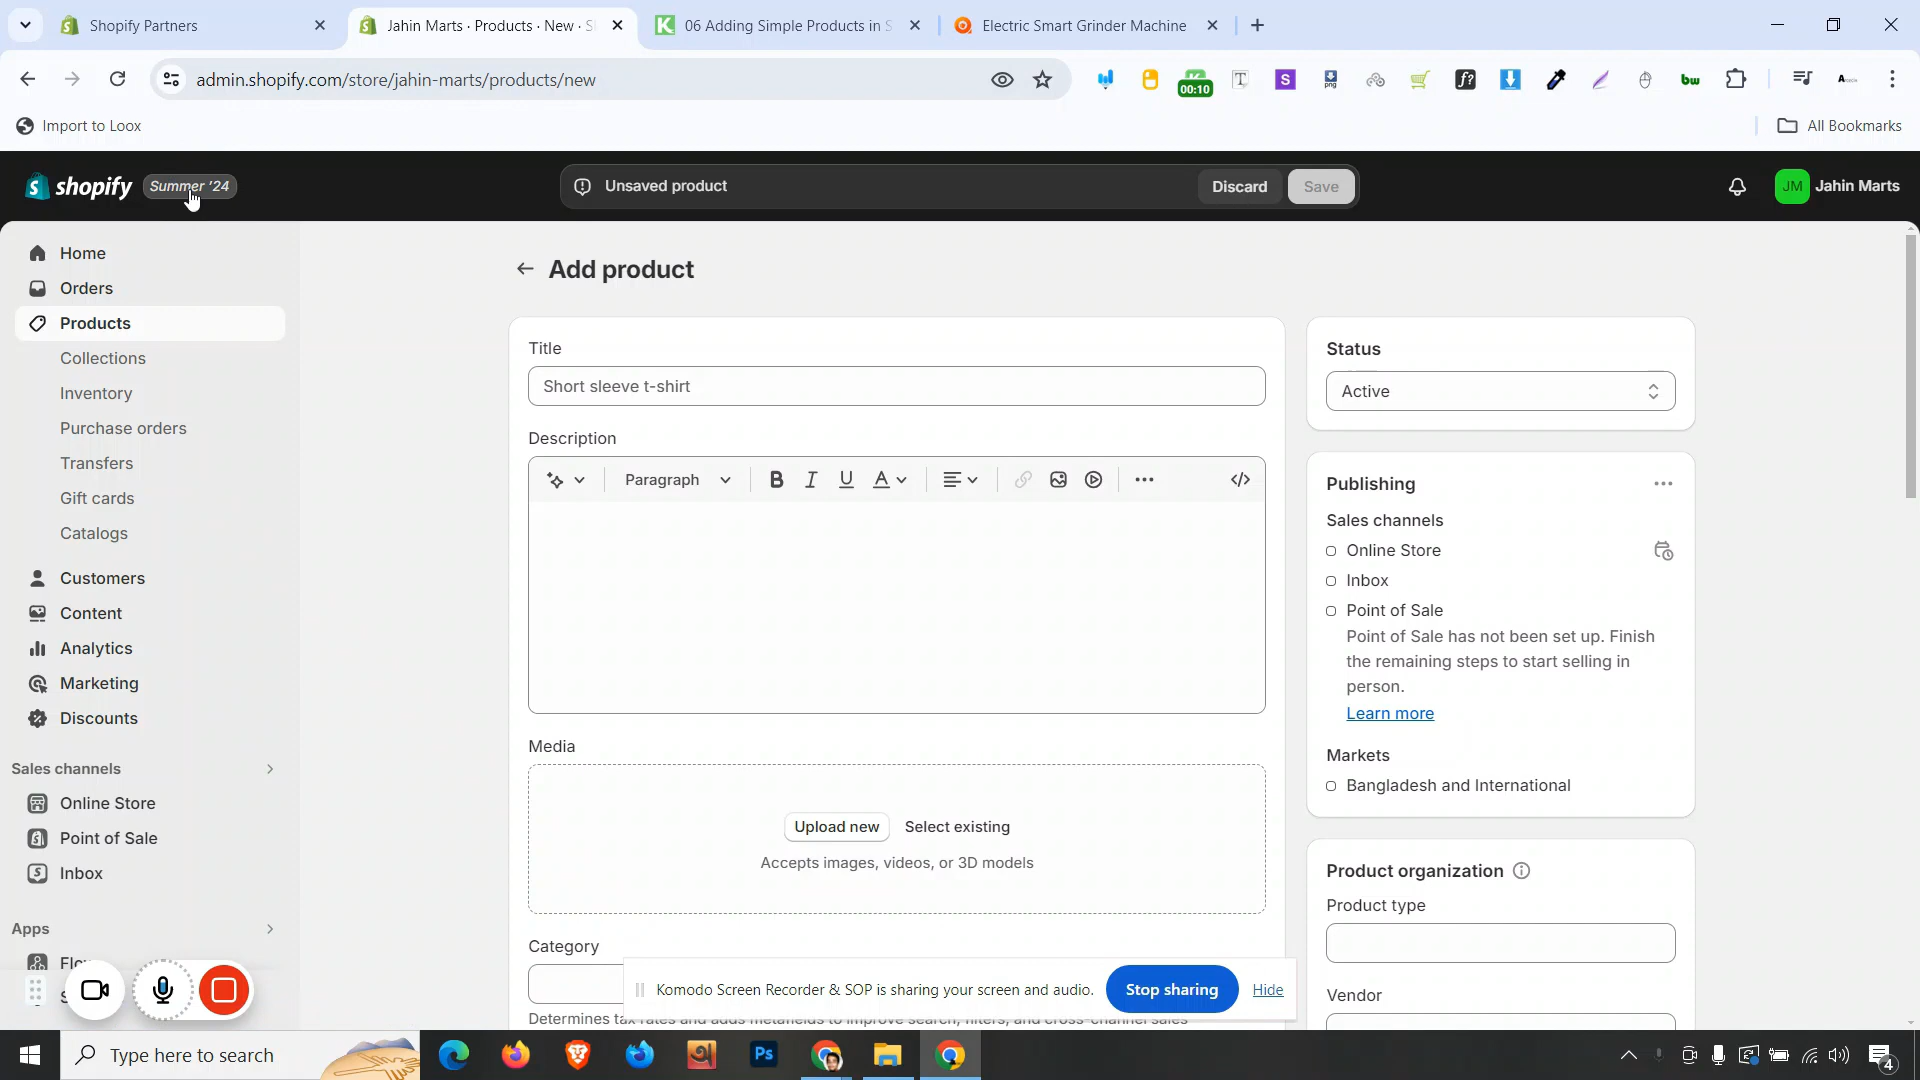 Shopify Partners
Jahin Marts · Products · New · S
06 Adding Simple Products in S
Electric Smart Grinder Machine
admin.shopify.com/store/jahin-marts/products/new
00:10
Import to Loox
All Bookmarks
shopify
Summer '24
Unsaved product
Discard
Save
JM
Jahin Marts
Home
Orders
Products
Collections
Inventory
Purchase orders
Transfers
Gift cards
Catalogs
Customers
Content
Analytics
Marketing
Discounts
Sales channels
Online Store
Point of Sale
Inbox
Apps
Add product
Title
Short sleeve t-shirt
Description
Paragraph
Media
Upload new
Select existing
Accepts images, videos, or 3D models
Category
Determines tax rates and adds metafields to improve search, filters, and cross-channel sales
Status
Active
Publishing
Sales channels
Online Store
Inbox
Point of Sale
Point of Sale has not been set up. Finish
the remaining steps to start selling in
person.
Learn more
Markets
Bangladesh and International
Product organization
Product type
Vendor
Komodo Screen Recorder & SOP is sharing your screen and audio.
Stop sharing
Hide
Type here to search
Ps
4